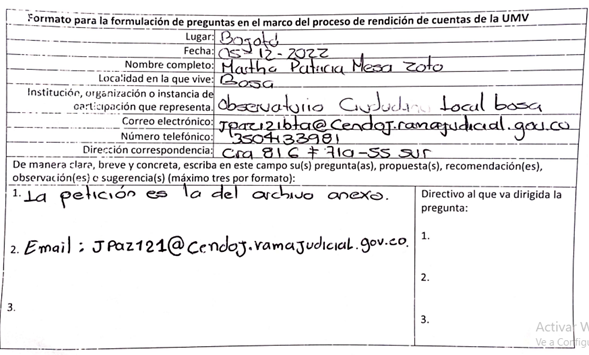 Formato para la formulación de preguntas en el marco del proceso de rendición de cuentas de la UMV
Lugar: Bogotá
Fecha: 05-12-2022
Nombre completo: Martha Patricia Mesa Zoto
Localidad en la que vive: Bosa
Institución, organización o instancia de participación que representa. Observatorio Ciudadano Local bosa
Correo electrónico: Jpaz121bta@cendoj.ramajudicial.gou.co
Número telefónico: 3504133981
Dirección correspondencia: Cra 81 G # 71a-55 sur
De manera clara, breve y concreta, escriba en este campo su(s) pregunta(as), propuesta(s), recomendación(es),
observación(es) o sugerencia(s) (máximo tres por formato):
1. La petición es la del archivo anexo.
2. Email: JPaz121@cendoj.ramajudicial.gov.co.
3.
Directivo al que va dirigida la
pregunta:
1.
2.
3.
Activar W
Ve a Configu